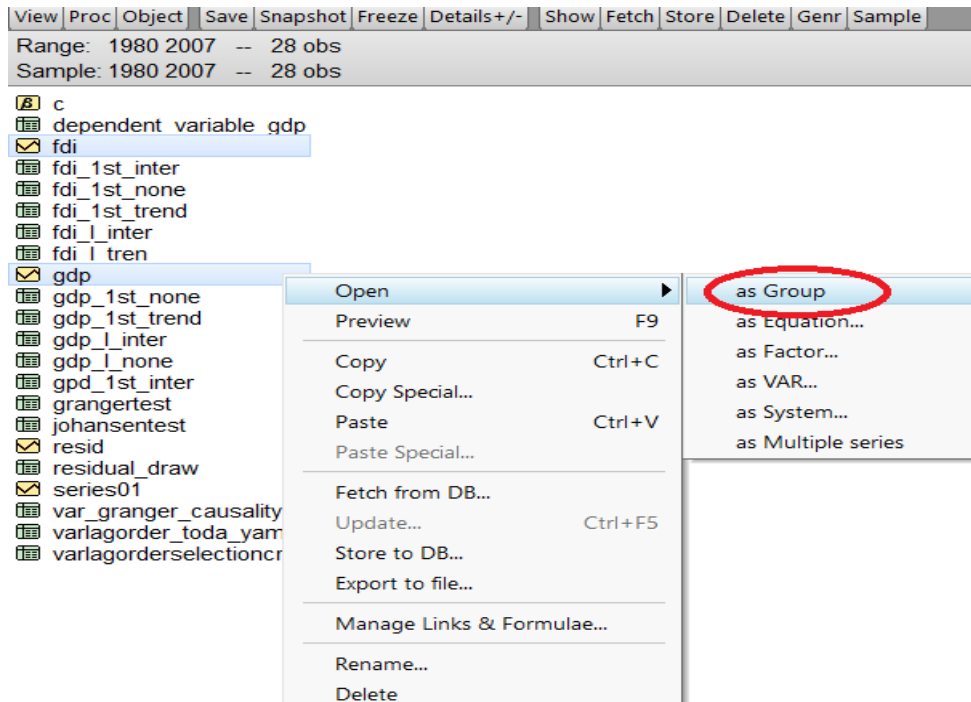 View Proc Object Save Snapshot Freeze Details+/- Show Fetch Store Delete Genr Sample
Range: 1980 2007 -- 28 obs
Sample: 1980 2007 -- 28 obs
β c
dependent_variable_gdp
fdi
fdi_1st_inter
fdi_1st_none
fdi_1st_trend
fdi_l_inter
fdi_l_tren
gdp
gdp_1st_none
gdp_1st_trend
gdp_l_inter
gdp_l_none
gpd_1st_inter
grangertest
johansentest
resid
residual_draw
series01
var_granger_causality
varlagorder_toda_yam
varlagorderselectioncr
Open
Preview F9
Copy Ctrl+C
Copy Special...
Paste Ctrl+V
Paste Special...
Fetch from DB...
Update... Ctrl+F5
Store to DB...
Export to file...
Manage Links & Formulae...
Rename...
Delete
as Group
as Equation...
as Factor...
as VAR...
as System...
as Multiple series